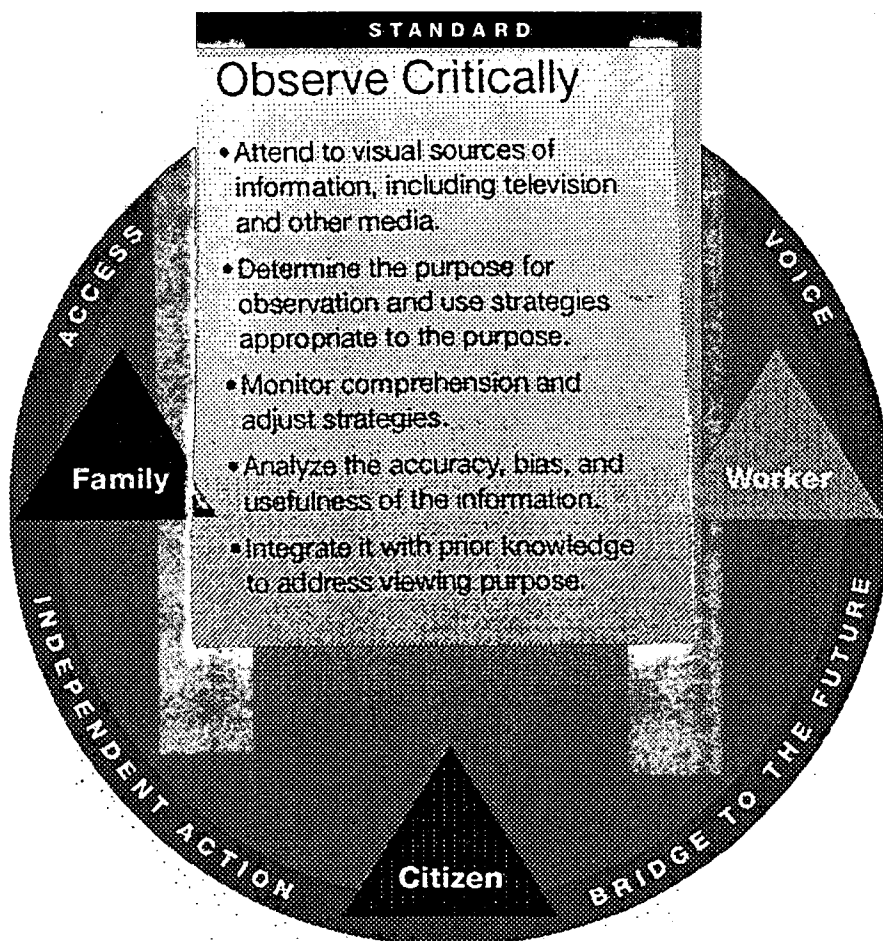 STANDARD
Observe Critically
• Attend to visual sources of
information, including television
and other media.
• Determine the purpose for
observation and use strategies
appropriate to the purpose.
• Monitor comprehension and
adjust strategies.
• Analyze the accuracy, bias, and
usefulness of the information.
• Integrate it with prior knowledge
to address viewing purpose.
ACCESS
VOICE
Family
Worker
INDEPENDENT ACTION
BRIDGE TO THE FUTURE
Citizen